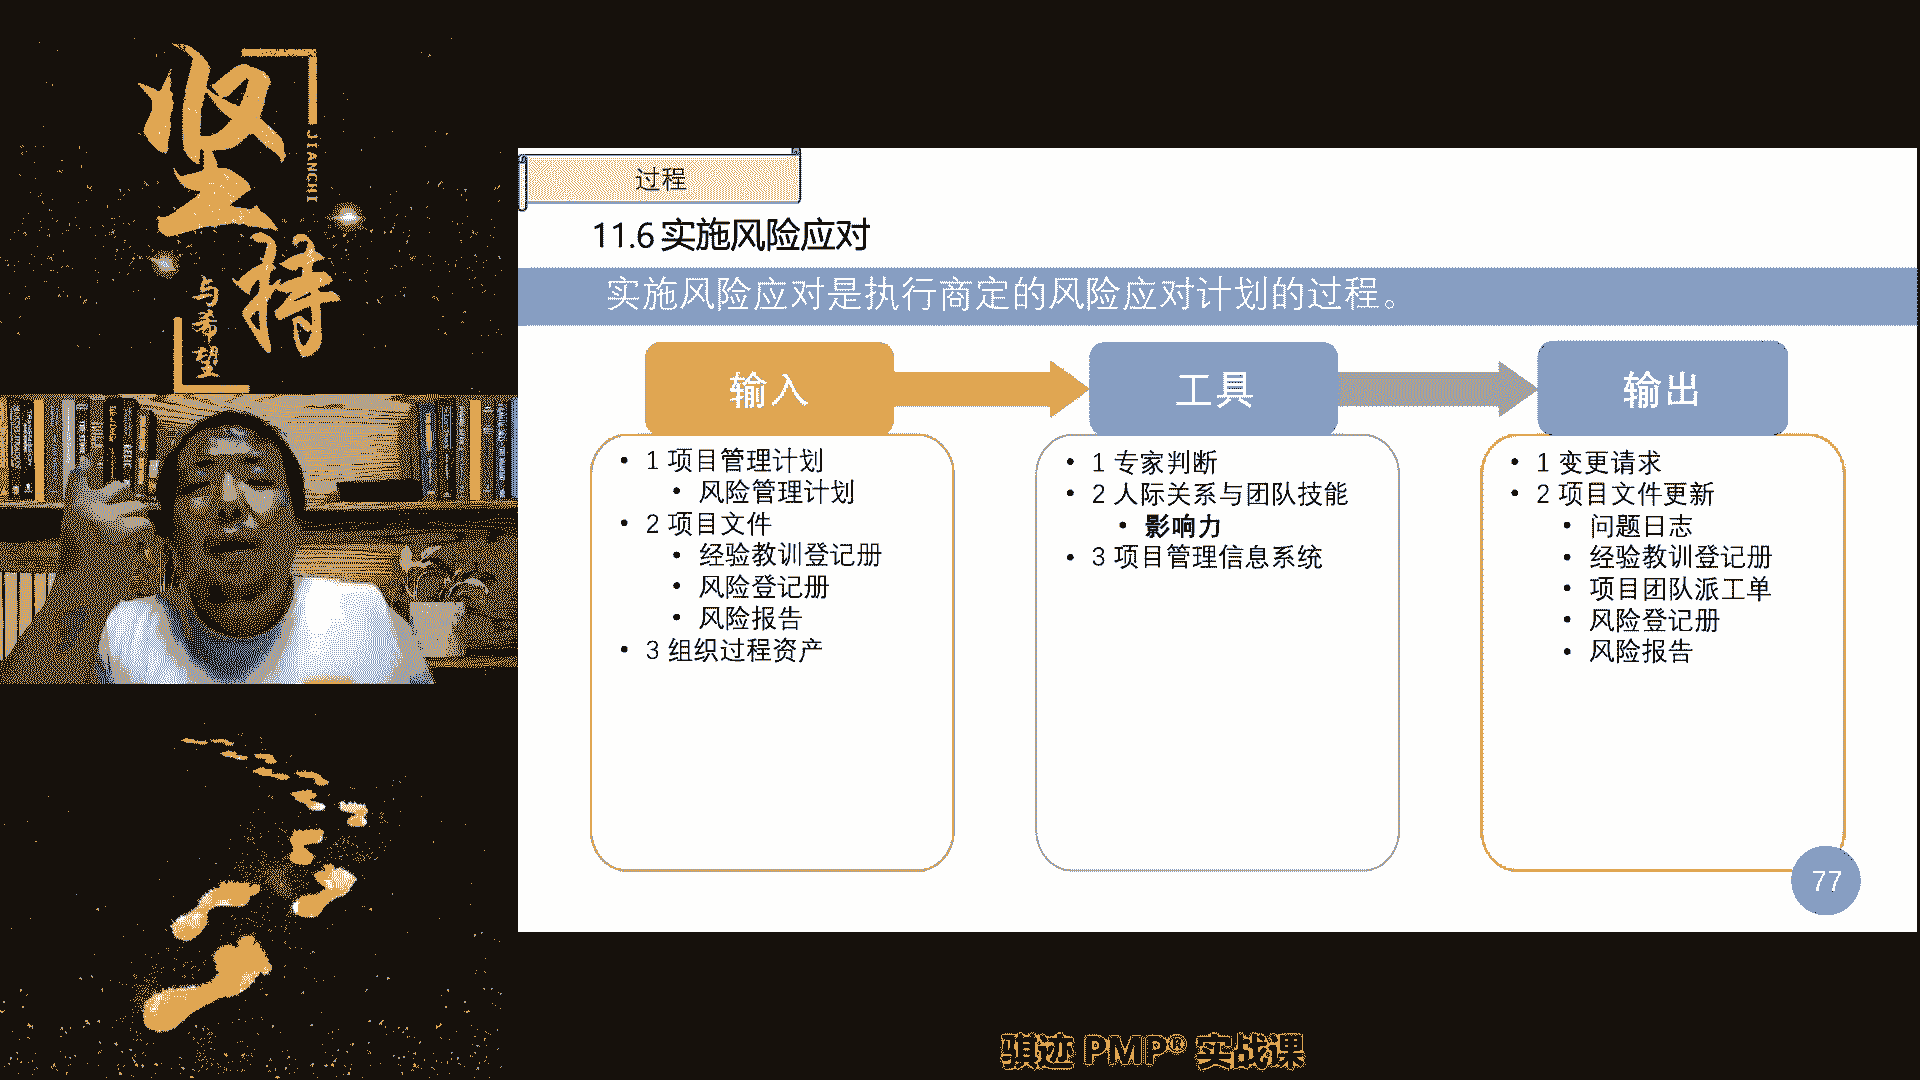 坚持
JIANCHI
与希望
过程
11.6 实施风险应对
实施风险应对是执行商定的风险应对计划的过程。
输入
• 1 项目管理计划
• 风险管理计划
• 2 项目文件
• 经验教训登记册
• 风险登记册
• 风险报告
• 3 组织过程资产
工具
• 1 专家判断
• 2 人际关系与团队技能
• 影响力
• 3 项目管理信息系统
输出
• 1 变更请求
• 2 项目文件更新
• 问题日志
• 经验教训登记册
• 项目团队派工单
• 风险登记册
• 风险报告
77
骐迹 PMP® 实战课